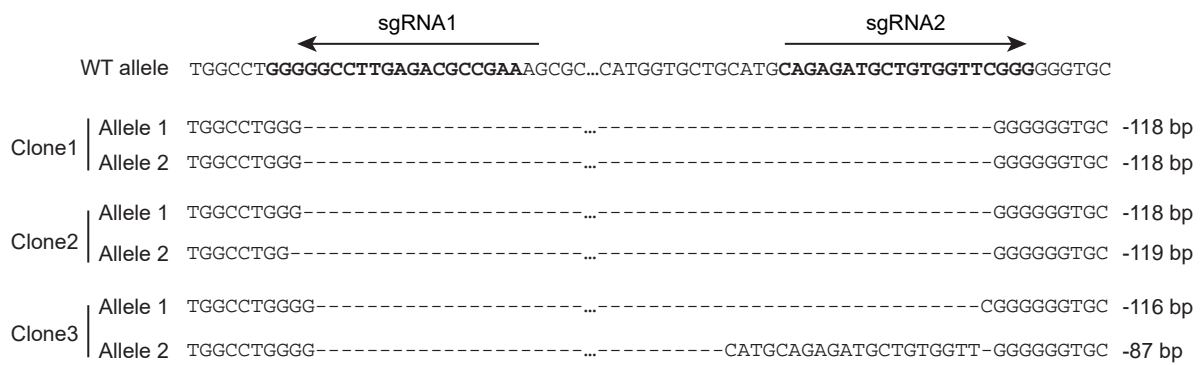 sgRNA1 sgRNA2
WT allele TGGCCTGGGGGCCTTGAGACGCCGAAAGCGC...CATGGTGCTGCATGCAGAGATGCTGTGGTTCGGGGGGTGC
Clone1
Allele 1 TGGCCTGGG----------------------...-------------------------------GGGGGGTGC -118 bp
Allele 2 TGGCCTGGG----------------------...-------------------------------GGGGGGTGC -118 bp
Clone2
Allele 1 TGGCCTGGG----------------------...-------------------------------GGGGGGTGC -118 bp
Allele 2 TGGCCTGG-----------------------...-------------------------------GGGGGGTGC -119 bp
Clone3
Allele 1 TGGCCTGGGG---------------------...------------------------------CGGGGGGTGC -116 bp
Allele 2 TGGCCTGGGG---------------------...----------CATGCAGAGATGCTGTGGTT-GGGGGGTGC -87 bp